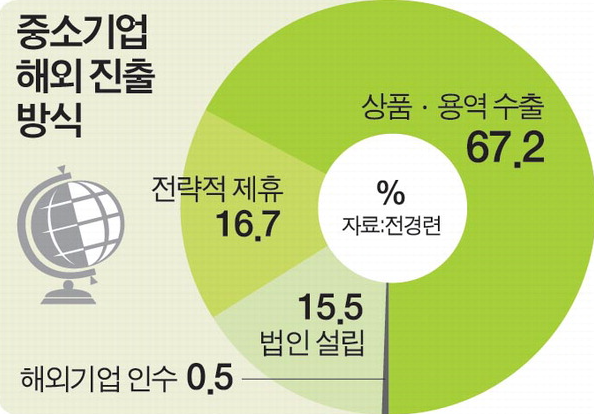 중소기업
해외 진출
방식
상품 · 용역 수출
67.2
전략적 제휴
16.7
%
자료:전경련
15.5
법인 설립
해외기업 인수 0.5